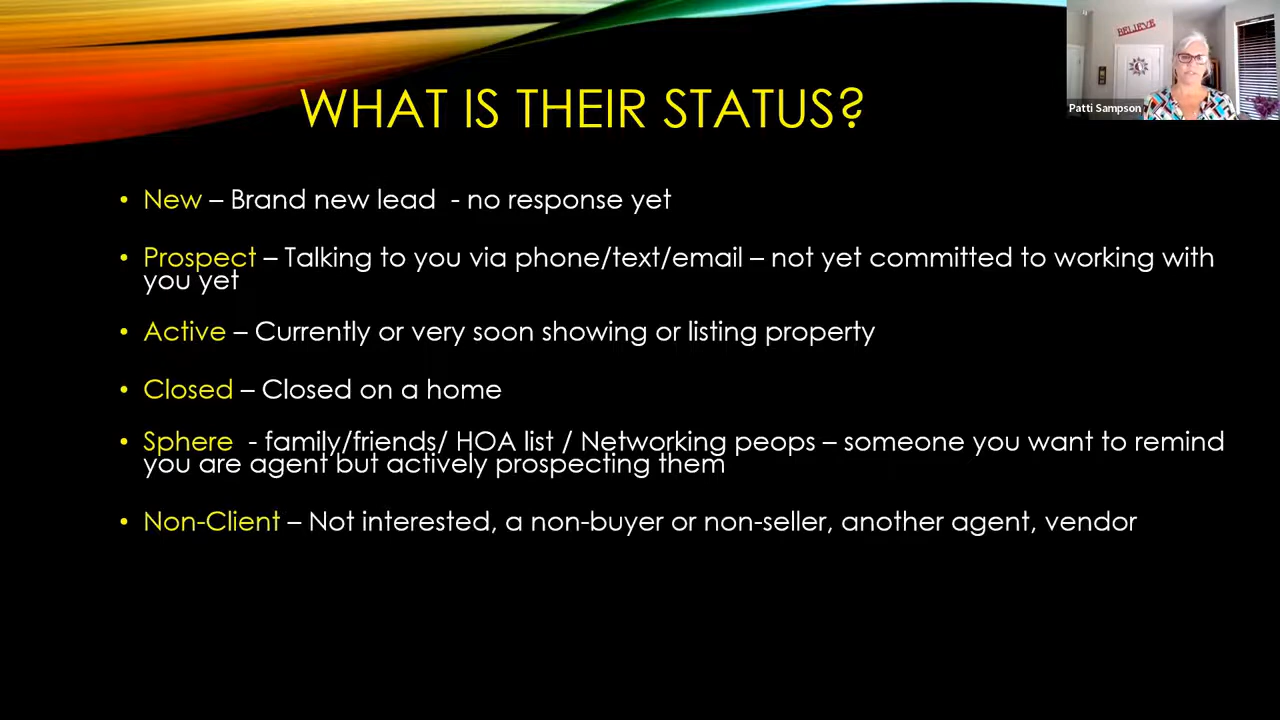 BELIEVE
Patti Sampson
WHAT IS THEIR STATUS?
• New – Brand new lead - no response yet
• Prospect – Talking to you via phone/text/email – not yet committed to working with
you yet
• Active – Currently or very soon showing or listing property
• Closed – Closed on a home
• Sphere - family/friends/ HOA list / Networking peops – someone you want to remind
you are agent but actively prospecting them
• Non-Client – Not interested, a non-buyer or non-seller, another agent, vendor